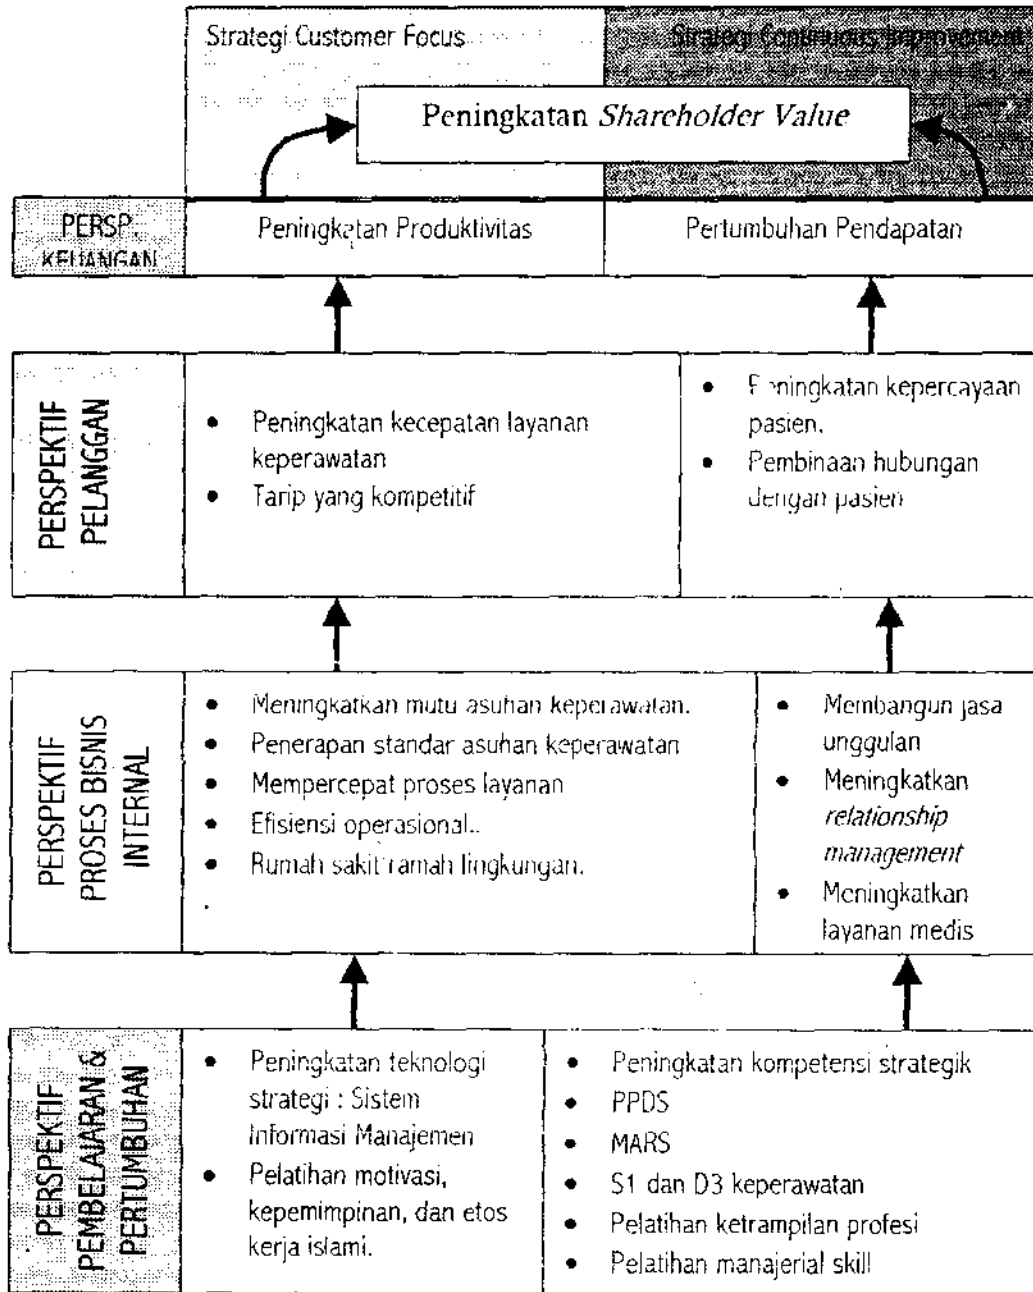 Strategi Customer Focus
Strategi Continuous Improvement
Peningkatan Shareholder Value
PERSP.
KEUANGAN
Peningkatan Produktivitas
Pertumbuhan Pendapatan
PERSPEKTIF
PELANGGAN
• Peningkatan kecepatan layanan
keperawatan
• Tarip yang kompetitif
• Peningkatan kepercayaan
pasien.
• Pembinaan hubungan
dengan pasien
PERSPEKTIF
PROSES BISNIS
INTERNAL
• Meningkatkan mutu asuhan keperawatan.
• Penerapan standar asuhan keperawatan
• Mempercepat proses layanan
• Efisiensi operasional..
• Rumah sakit ramah lingkungan.
• Membangun jasa
unggulan
• Meningkatkan
relationship
management
• Meningkatkan
layanan medis
PERSPEKTIF
PEMBELAJARAN &
PERTUMBUHAN
• Peningkatan teknologi
strategi : Sistem
Informasi Manajemen
• Pelatihan motivasi,
kepemimpinan, dan etos
kerja islami.
• Peningkatan kompetensi strategik
• PPDS
• MARS
• S1 dan D3 keperawatan
• Pelatihan ketrampilan profesi
• Pelatihan manajerial skill